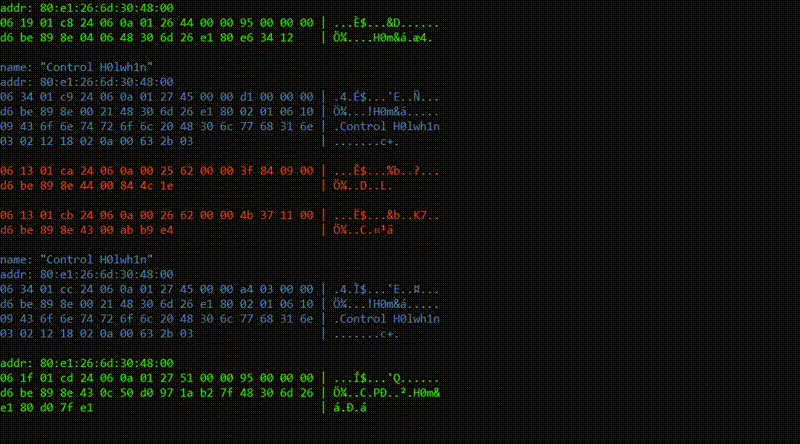 addr: 80:e1:26:6d:30:48:00
06 19 01 c8 24 06 0a 01 26 44 00 00 95 00 00 00 | ...È$...&D......
d6 be 89 8e 04 06 48 30 6d 26 e1 80 e6 34 12 | Ö¾....H0m&á.æ4.
name: "Control H0lwh1n"
addr: 80:e1:26:6d:30:48:00
06 34 01 c9 24 06 0a 01 27 45 00 00 d1 00 00 00 | .4.É$...'E..Ñ...
d6 be 89 8e 00 21 48 30 6d 26 e1 80 02 01 06 10 | Ö¾...!H0m&á.....
09 43 6f 6e 74 72 6f 6c 20 48 30 6c 77 68 31 6e | .Control H0lwh1n
03 02 12 18 02 0a 00 63 2b 03 | .......c+.
06 13 01 ca 24 06 0a 00 25 62 00 00 3f 84 09 00 | ...Ê$...%b..?...
d6 be 89 8e 44 00 84 4c 1e | Ö¾..D..L.
06 13 01 cb 24 06 0a 00 26 62 00 00 4b 37 11 00 | ...Ë$...&b..K7..
d6 be 89 8e 43 00 ab b9 e4 | Ö¾..C.«¹ä
name: "Control H0lwh1n"
addr: 80:e1:26:6d:30:48:00
06 34 01 cc 24 06 0a 01 27 45 00 00 a4 03 00 00 | .4.Ì$...'E..¤...
d6 be 89 8e 00 21 48 30 6d 26 e1 80 02 01 06 10 | Ö¾...!H0m&á.....
09 43 6f 6e 74 72 6f 6c 20 48 30 6c 77 68 31 6e | .Control H0lwh1n
03 02 12 18 02 0a 00 63 2b 03 | .......c+.
addr: 80:e1:26:6d:30:48:00
06 1f 01 cd 24 06 0a 01 27 51 00 00 95 00 00 00 | ...Í$...'Q......
d6 be 89 8e 43 0c 50 d0 97 1a b2 7f 48 30 6d 26 | Ö¾..C.PÐ..².H0m&
e1 80 d0 7f e1 | á.Ð.á